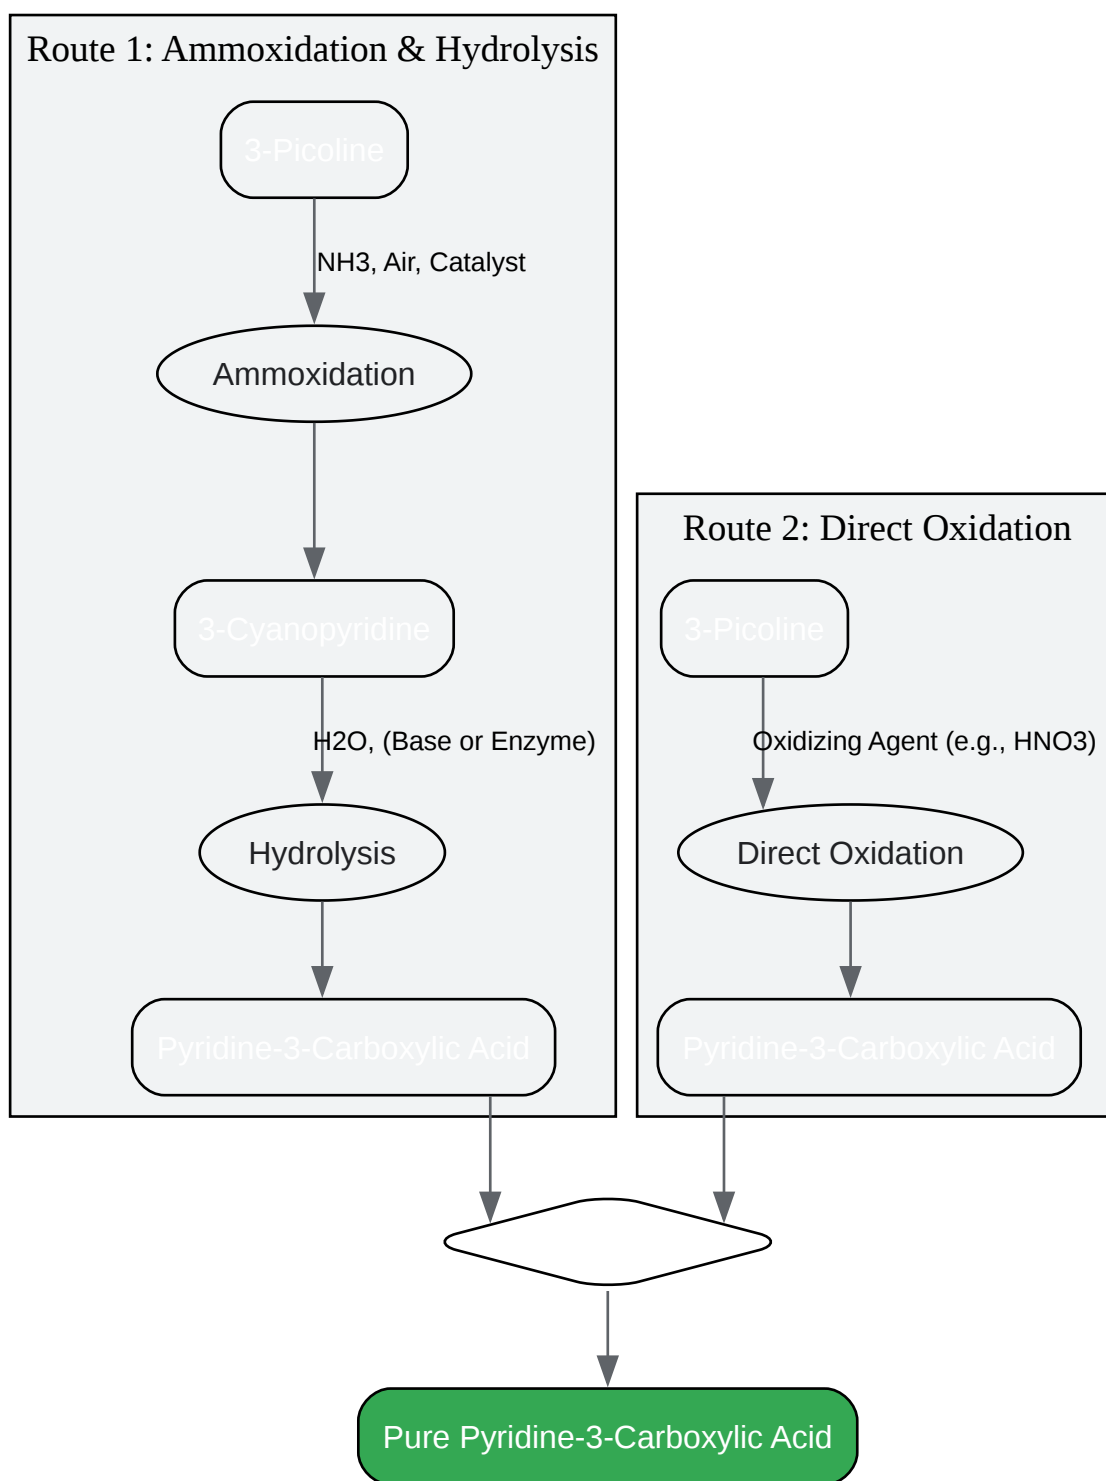 Route 1: Ammoxidation & Hydrolysis
3-Picoline
NH3, Air, Catalyst
Ammoxidation
3-Cyanopyridine
H2O, (Base or Enzyme)
Hydrolysis
Pyridine-3-Carboxylic Acid
Route 2: Direct Oxidation
3-Picoline
Oxidizing Agent (e.g., HNO3)
Direct Oxidation
Pyridine-3-Carboxylic Acid
Pure Pyridine-3-Carboxylic Acid